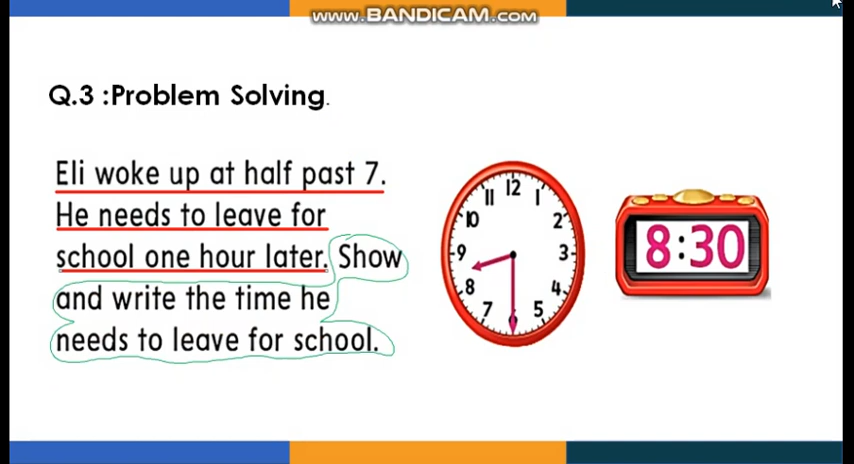 www.BANDICAM.com
Q.3 :Problem Solving.
Eli woke up at half past 7.
He needs to leave for
school one hour later. Show
and write the time he
needs to leave for school.
12
11 1
10 2
9 3
8 4
7 5
6
8:30